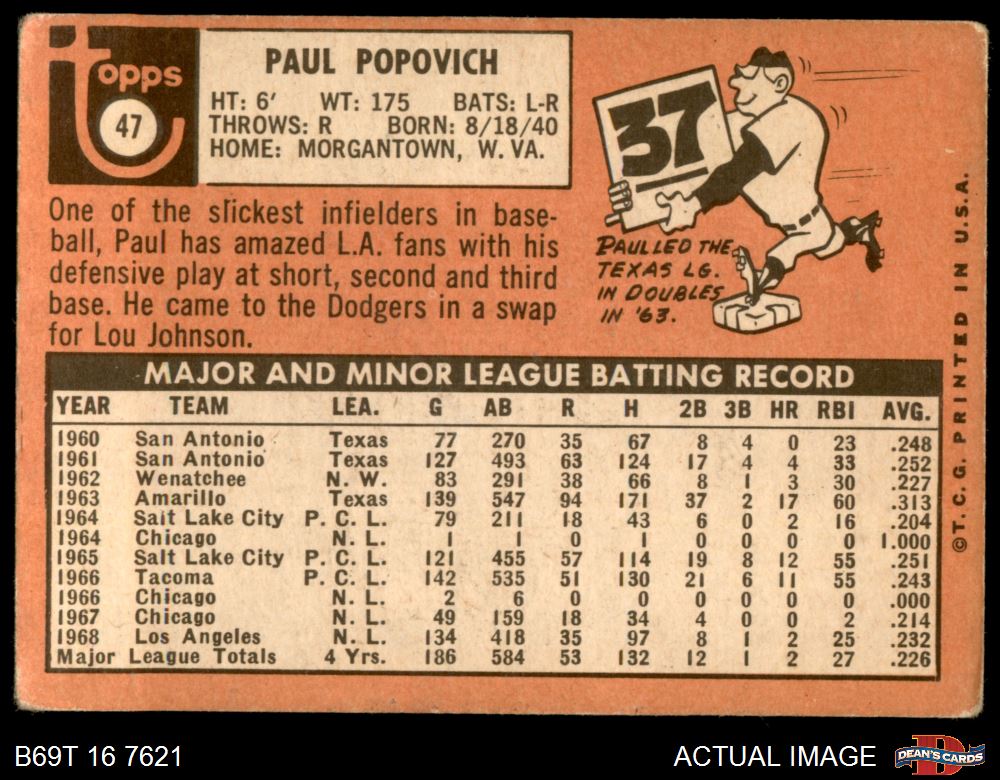 Topps
47
PAUL POPOVICH
HT: 6' WT: 175 BATS: L-R
THROWS: R BORN: 8/18/40
HOME: MORGANTOWN, W. VA.
One of the slickest infielders in base-
ball, Paul has amazed L.A. fans with his
defensive play at short, second and third
base. He came to the Dodgers in a swap
for Lou Johnson.
37
PAUL LED THE
TEXAS LG.
IN DOUBLES
IN '63.
MAJOR AND MINOR LEAGUE BATTING RECORD
YEAR TEAM LEA. G AB R H 2B 3B HR RBI AVG.
1960 San Antonio Texas 77 270 35 67 8 4 0 23 .248
1961 San Antonio Texas 127 493 63 124 17 4 4 33 .252
1962 Wenatchee N. W. 83 291 38 66 8 1 3 30 .227
1963 Amarillo Texas 139 547 94 171 37 2 17 60 .313
1964 Salt Lake City P. C. L. 79 211 18 43 6 0 2 16 .204
1964 Chicago N. L. 1 1 0 1 0 0 0 0 1.000
1965 Salt Lake City P. C. L. 121 455 57 114 19 8 12 55 .251
1966 Tacoma P. C. L. 142 535 51 130 21 6 11 55 .243
1966 Chicago N. L. 2 6 0 0 0 0 0 0 .000
1967 Chicago N. L. 49 159 18 34 4 0 0 2 .214
1968 Los Angeles N. L. 134 418 35 97 8 1 2 25 .232
Major League Totals 4 Yrs. 186 584 53 132 12 1 2 27 .226
©T. C. G. PRINTED IN U.S.A.
B69T 16 7621
ACTUAL IMAGE
D
DEAN'S CARDS